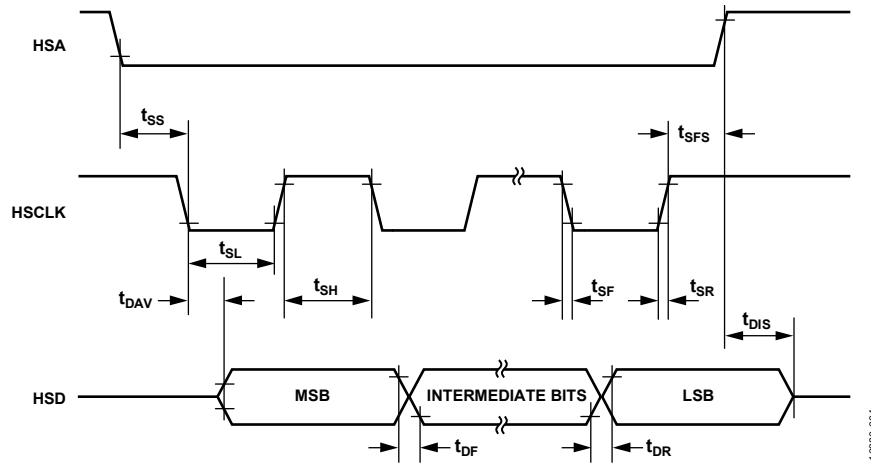 HSA
tSS
tSFS
HSCLK
tSL
tSH
tSF
tSR
tDAV
tDIS
HSD
MSB
INTERMEDIATE BITS
LSB
tDF
tDR